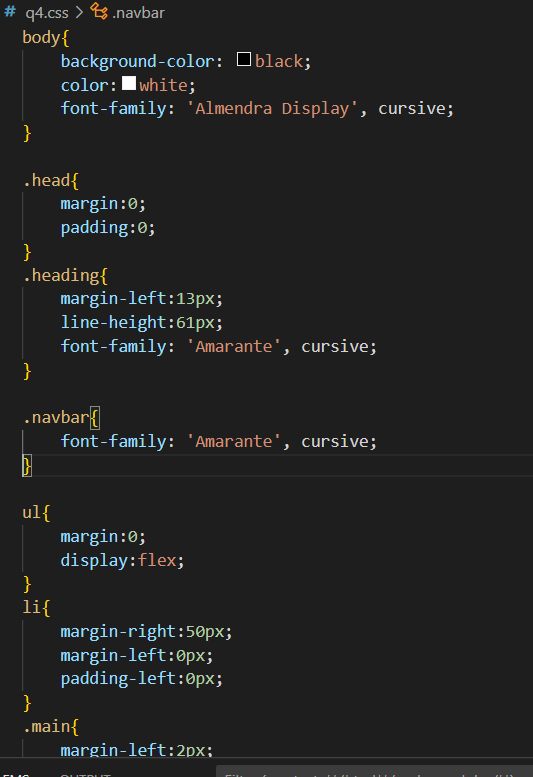 # q4.css > .navbar
body{
background-color: black;
color: white;
font-family: 'Almendra Display', cursive;
}
.head{
margin:0;
padding:0;
}
.heading{
margin-left:13px;
line-height:61px;
font-family: 'Amarante', cursive;
}
.navbar{
font-family: 'Amarante', cursive;
}
ul{
margin:0;
display:flex;
}
li{
margin-right:50px;
margin-left:0px;
padding-left:0px;
}
.main{
margin-left:2px;